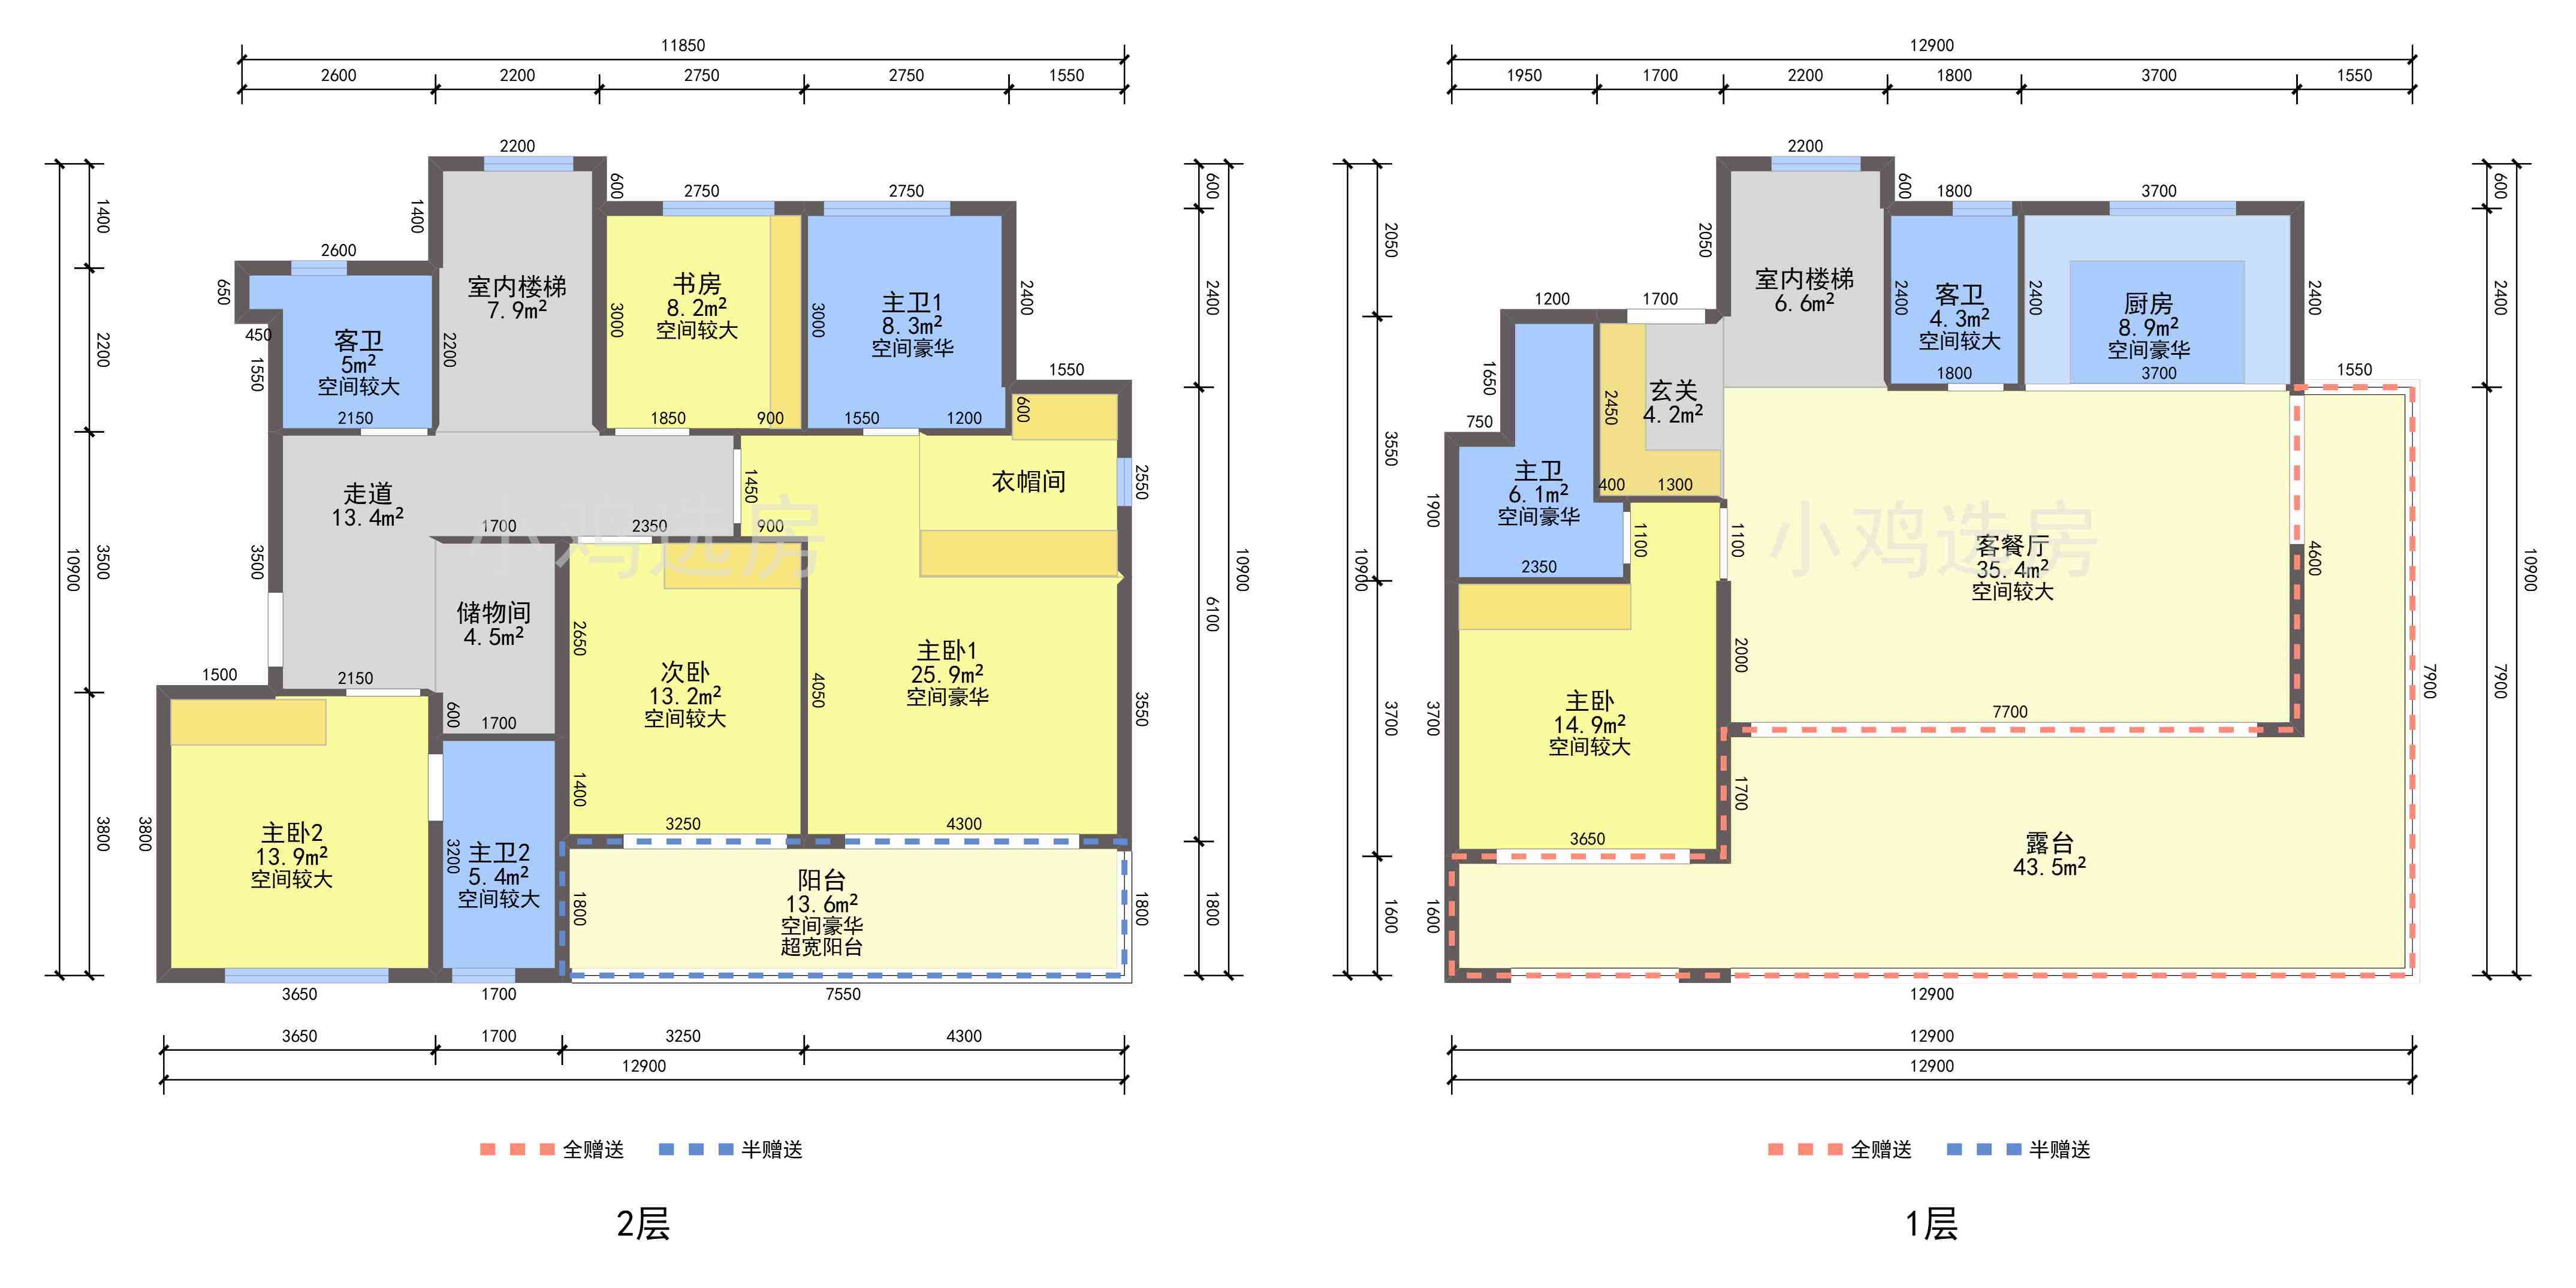 11850
2600 2200 2750 2750 1550
2200
600
2750
2750
1400
1400
600
2600
650
室内楼梯
7.9m²
书房
8.2m²
空间较大
主卫1
8.3m²
空间豪华
2400
2400
3000
3000
客卫
5m²
空间较大
450
1550
2200
2200
1550
600
2150
1850
900
1550
1200
走道
13.4m²
1450
衣帽间
2550
1700
2350
900
小鸡选房
3500
3500
10900
10900
储物间
4.5m²
2650
次卧
13.2m²
空间较大
4050
主卧1
25.9m²
空间豪华
3550
6100
1500
2150
600
1700
1400
3250
4300
3800
3800
主卧2
13.9m²
空间较大
3200
主卫2
5.4m²
空间较大
1800
阳台
13.6m²
空间豪华
超宽阳台
1800
1800
3650
1700
7550
3650 1700 3250 4300
12900
全赠送 半赠送
2层
12900
1950 1700 2200 1800 3700 1550
2200
600
1800
3700
600
2050
2050
1200
1700
室内楼梯
6.6m²
2400
客卫
4.3m²
空间较大
2400
厨房
8.9m²
空间豪华
2400
2400
1800
3700
1550
1650
750
2450
玄关
4.2m²
3550
主卫
6.1m²
空间豪华
400
1300
1900
1100
1100
2350
小鸡选房
客餐厅
35.4m²
空间较大
4600
10900
10900
2000
主卧
14.9m²
空间较大
3700
3700
7900
7900
7700
1700
3650
露台
43.5m²
1600
1600
12900
12900
12900
全赠送 半赠送
1层